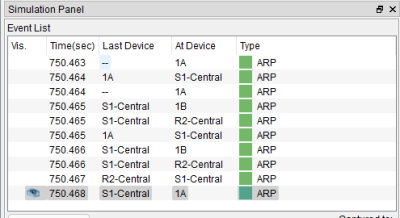 Simulation Panel
Event List
Vis. Time(sec) Last Device At Device Type
750.463 -- 1A ARP
750.464 1A S1-Central ARP
750.464 -- 1A ARP
750.465 S1-Central 1B ARP
750.465 S1-Central R2-Central ARP
750.465 1A S1-Central ARP
750.466 S1-Central 1B ARP
750.466 S1-Central R2-Central ARP
750.467 R2-Central S1-Central ARP
750.468 S1-Central 1A ARP